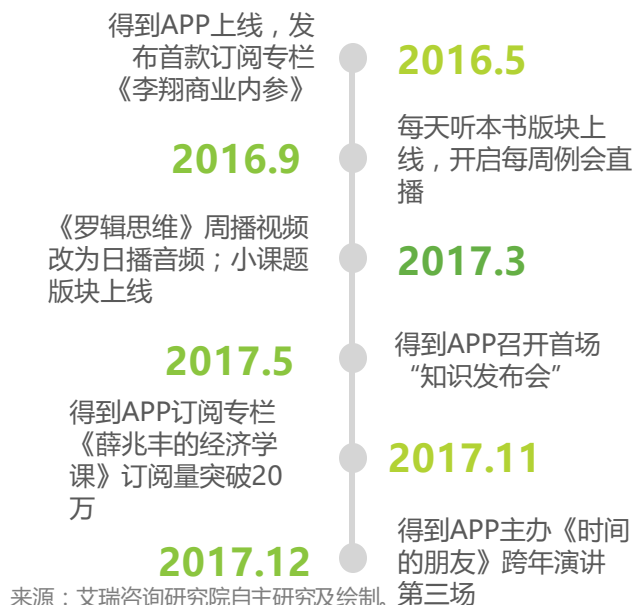 得到APP上线，发
布首款订阅专栏
《李翔商业内参》
2016.5
2016.9
每天听本书版块上
线，开启每周例会直
播
《罗辑思维》周播视频
改为日播音频；小课题
版块上线
2017.3
2017.5
得到APP召开首场
“知识发布会”
得到APP订阅专栏
《薛兆丰的经济学
课》订阅量突破20
万
2017.11
2017.12
得到APP主办《时间
的朋友》跨年演讲
第三场
来源：艾瑞咨询研究院自主研究及绘制。